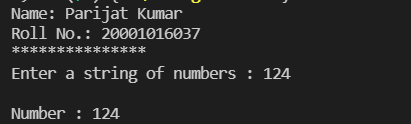 Name: Parijat Kumar
Roll No.: 20001016037
***************
Enter a string of numbers : 124
Number : 124